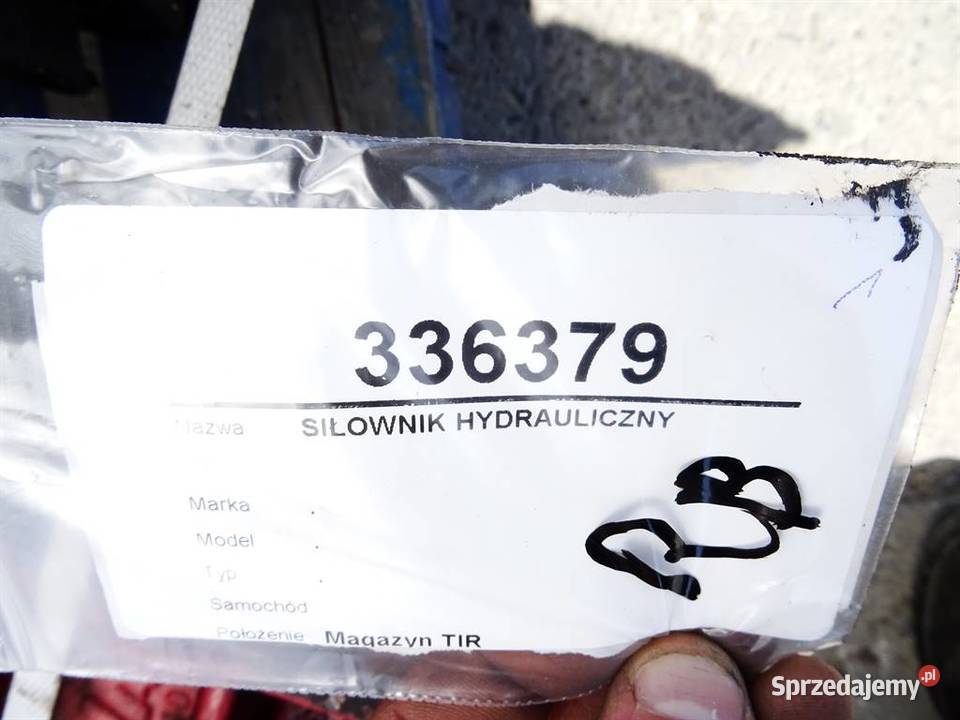 336379
Nazwa SIŁOWNIK HYDRAULICZNY
Marka .
Model .
Typ .
Samochód
Położenie Magazyn TIR
Sprzedajemy.pl